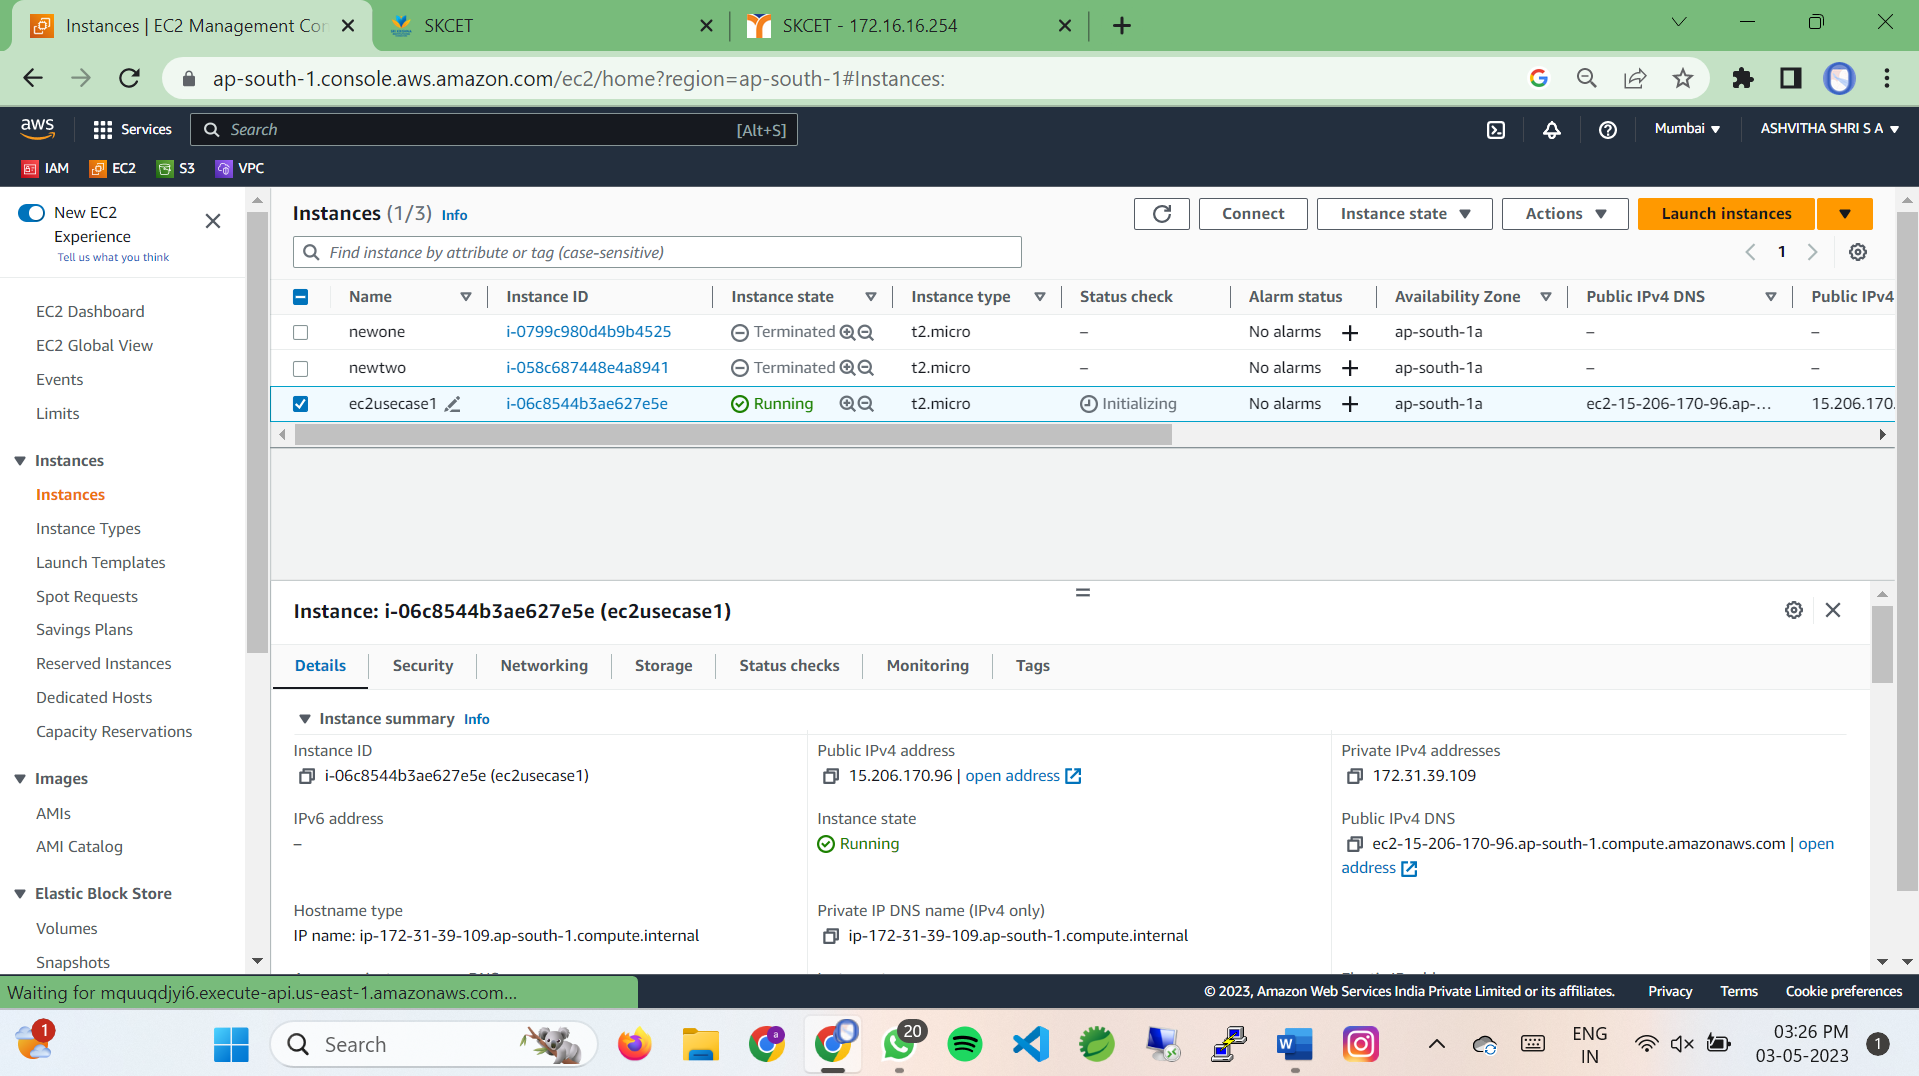 Instances | EC2 Management Con
SKCET
SKCET - 172.16.16.254
ap-south-1.console.aws.amazon.com/ec2/home?region=ap-south-1#Instances:
aws
Services
Search
[Alt+S]
Mumbai
ASHVITHA SHRI S A
IAM
EC2
S3
VPC
New EC2
Experience
Tell us what you think
EC2 Dashboard
EC2 Global View
Events
Limits
Instances
Instances
Instance Types
Launch Templates
Spot Requests
Savings Plans
Reserved Instances
Dedicated Hosts
Capacity Reservations
Images
AMIs
AMI Catalog
Elastic Block Store
Volumes
Snapshots
Instances (1/3) Info
Connect
Instance state
Actions
Launch instances
Find instance by attribute or tag (case-sensitive)
1
Name Instance ID Instance state Instance type Status check Alarm status Availability Zone Public IPv4 DNS Public IPv4
newone i-0799c980d4b9b4525 Terminated t2.micro – No alarms + ap-south-1a – –
newtwo i-058c687448e4a8941 Terminated t2.micro – No alarms + ap-south-1a – –
ec2usecase1 i-06c8544b3ae627e5e Running t2.micro Initializing No alarms + ap-south-1a ec2-15-206-170-96.ap-... 15.206.170.
Instance: i-06c8544b3ae627e5e (ec2usecase1)
Details
Security
Networking
Storage
Status checks
Monitoring
Tags
Instance summary Info
Instance ID
i-06c8544b3ae627e5e (ec2usecase1)
Public IPv4 address
15.206.170.96 | open address
Private IPv4 addresses
172.31.39.109
IPv6 address
–
Instance state
Running
Public IPv4 DNS
ec2-15-206-170-96.ap-south-1.compute.amazonaws.com | open
address
Hostname type
IP name: ip-172-31-39-109.ap-south-1.compute.internal
Private IP DNS name (IPv4 only)
ip-172-31-39-109.ap-south-1.compute.internal
Waiting for mquuqdjyi6.execute-api.us-east-1.amazonaws.com...
© 2023, Amazon Web Services India Private Limited or its affiliates.
Privacy
Terms
Cookie preferences
1
Search
a
20
ENG
IN
03:26 PM
03-05-2023
1